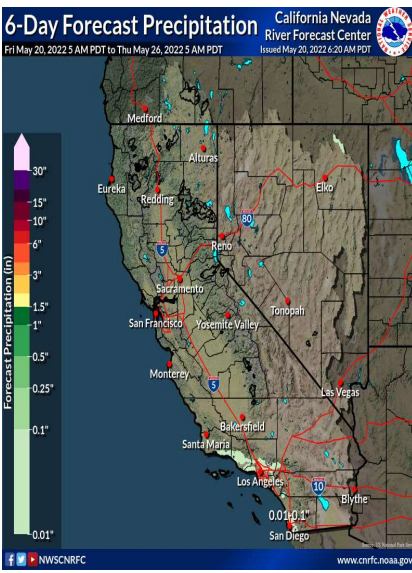 6-Day Forecast Precipitation
California Nevada
River Forecast Center
Fri May 20, 2022 5 AM PDT to Thu May 26, 2022 5 AM PDT
Issued May 20, 2022 6:20 AM PDT
Medford
Alturas
Eureka
Redding
Elko
80
Reno
5
Sacramento
San Francisco
Yosemite Valley
Tonopah
Monterey
5
Las Vegas
Bakersfield
Santa Maria
Los Angeles
10
Blythe
0.01-0.1"
San Diego
Forecast Precipitation (in)
30"
15"
10"
6"
3"
1.5"
1"
0.5"
0.25"
0.1"
0.01"
NWSCNRFC
www.cnrfc.noaa.gov